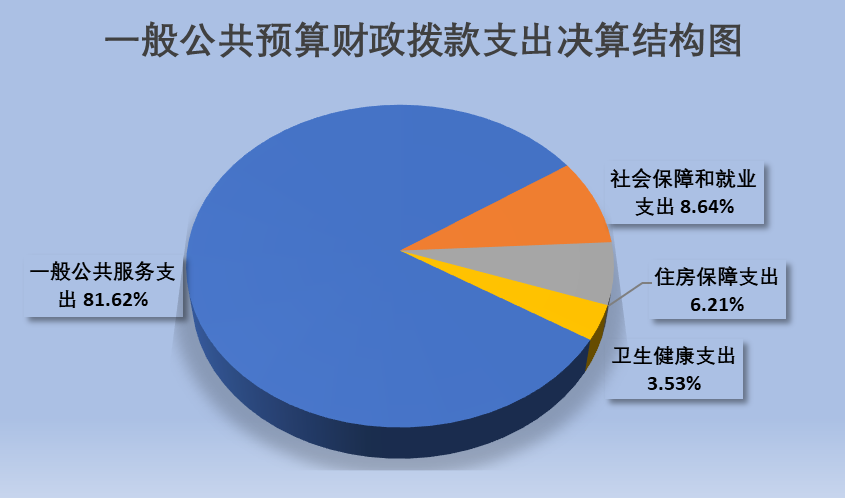 一般公共预算财政拨款支出决算结构图
社会保障和就业
支出 8.64%
一般公共服务支
出 81.62%
住房保障支出
6.21%
卫生健康支出
3.53%